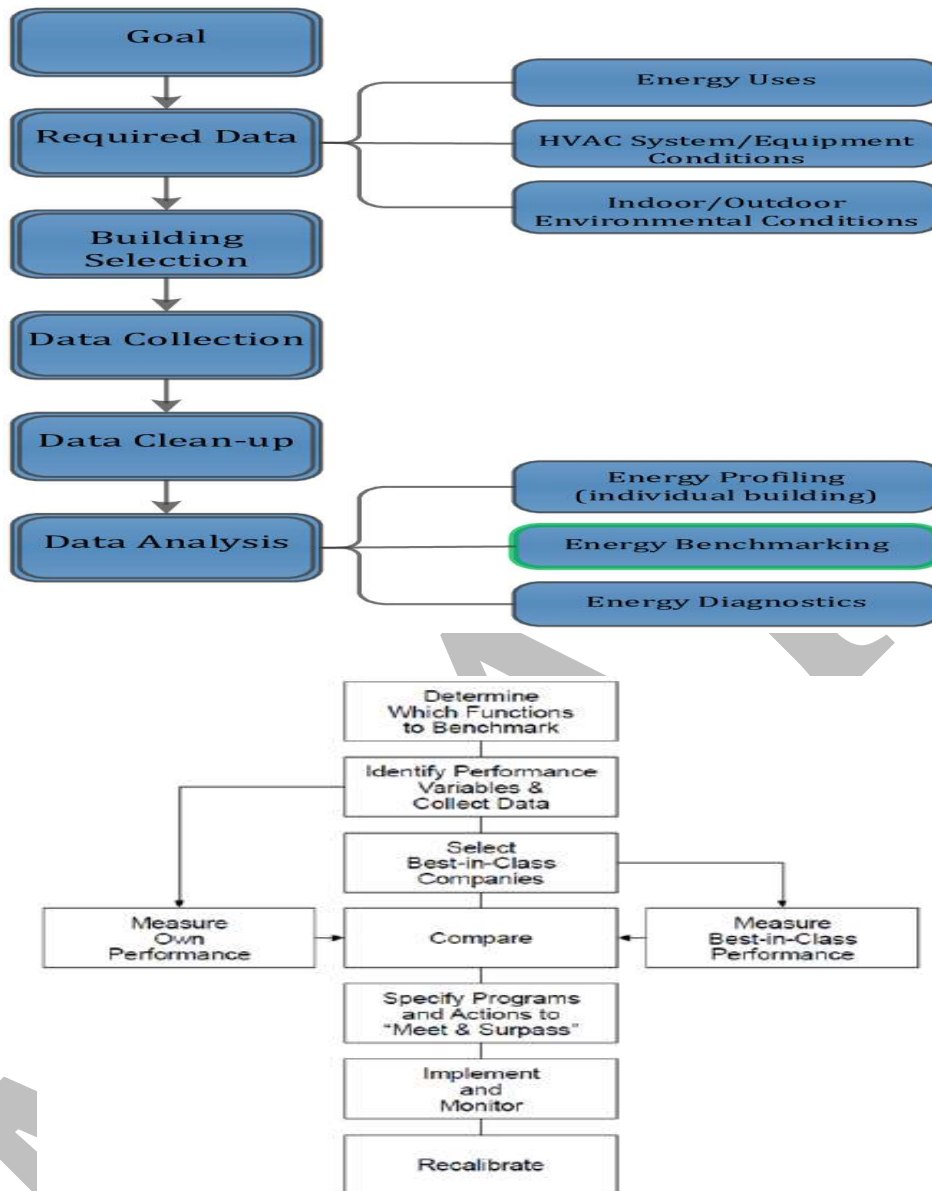 Goal
Required Data
Energy Uses
HVAC System/Equipment
Conditions
Indoor/Outdoor
Environmental Conditions
Building
Selection
Data Collection
Data Clean-up
Data Analysis
Energy Profiling
(individual building)
Energy Benchmarking
Energy Diagnostics
Determine
Which Functions
to Benchmark
Identify Performance
Variables &
Collect Data
Select
Best-in-Class
Companies
Measure
Own
Performance
Compare
Measure
Best-in-Class
Performance
Specify Programs
and Actions to
"Meet & Surpass"
Implement
and
Monitor
Recalibrate